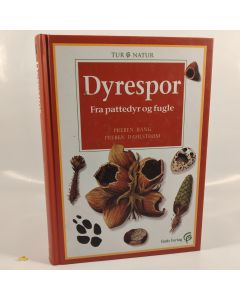 TUR & NATUR
Dyrespor
Fra pattedyr og fugle
PREBEN BANG
PREBEN DAHLSTRØM
Gads Forlag